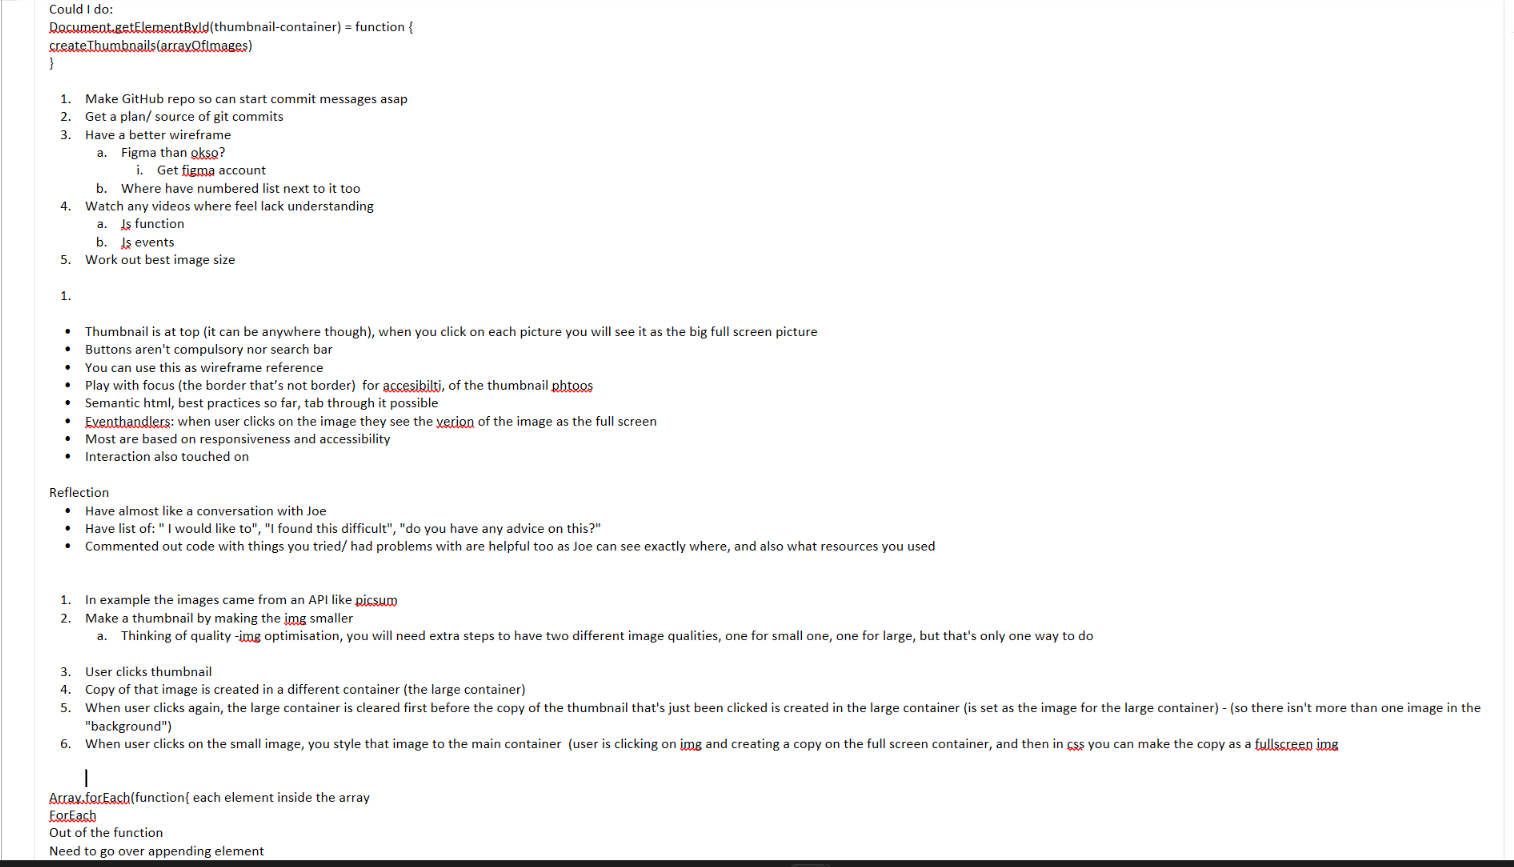 Could I do:
Document.getElementById(thumbnail-container) = function {
createThumbnails(arrayOfImages)
}
1. Make GitHub repo so can start commit messages asap
2. Get a plan/ source of git commits
3. Have a better wireframe
a. Figma than okso?
i. Get figma account
b. Where have numbered list next to it too
4. Watch any videos where feel lack understanding
a. Js function
b. Js events
5. Work out best image size
1.
• Thumbnail is at top (it can be anywhere though), when you click on each picture you will see it as the big full screen picture
• Buttons aren't compulsory nor search bar
• You can use this as wireframe reference
• Play with focus (the border that's not border)  for accesibilti, of the thumbnail phtoos
• Semantic html, best practices so far, tab through it possible
• Eventhandlers: when user clicks on the image they see the verion of the image as the full screen
• Most are based on responsiveness and accessibility
• Interaction also touched on
Reflection
• Have almost like a conversation with Joe
• Have list of: " I would like to", "I found this difficult", "do you have any advice on this?"
• Commented out code with things you tried/ had problems with are helpful too as Joe can see exactly where, and also what resources you used
1. In example the images came from an API like picsum
2. Make a thumbnail by making the img smaller
a. Thinking of quality -img optimisation, you will need extra steps to have two different image qualities, one for small one, one for large, but that's only one way to do
3. User clicks thumbnail
4. Copy of that image is created in a different container (the large container)
5. When user clicks again, the large container is cleared first before the copy of the thumbnail that's just been clicked is created in the large container (is set as the image for the large container) - (so there isn't more than one image in the
"background")
6. When user clicks on the small image, you style that image to the main container  (user is clicking on img and creating a copy on the full screen container, and then in css you can make the copy as a fullscreen img
Array.forEach(function{ each element inside the array
ForEach
Out of the function
Need to go over appending element